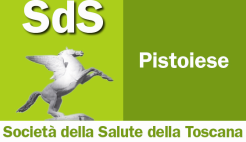 SdS
Pistoiese
Società della Salute della Toscana